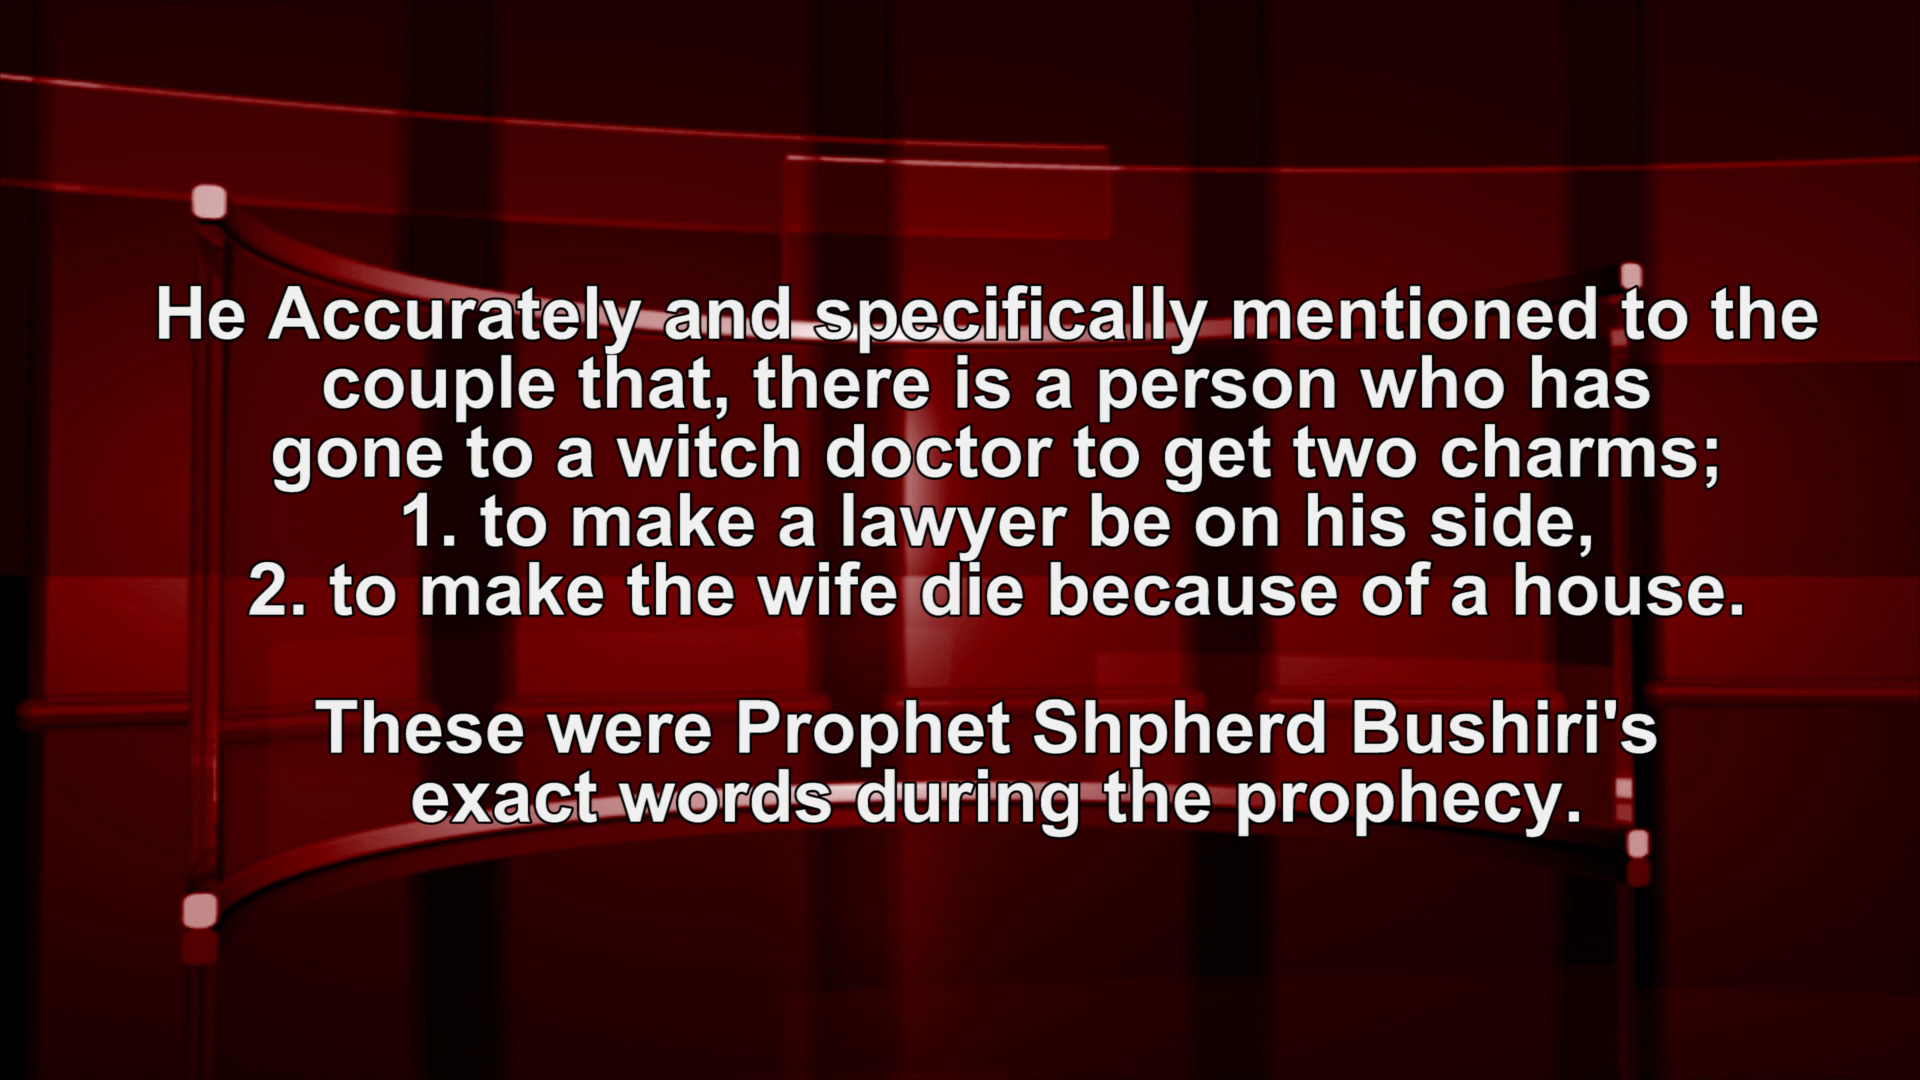 He Accurately and specifically mentioned to the
couple that, there is a person who has
gone to a witch doctor to get two charms;
1. to make a lawyer be on his side,
2. to make the wife die because of a house.
These were Prophet Shpherd Bushiri's
exact words during the prophecy.